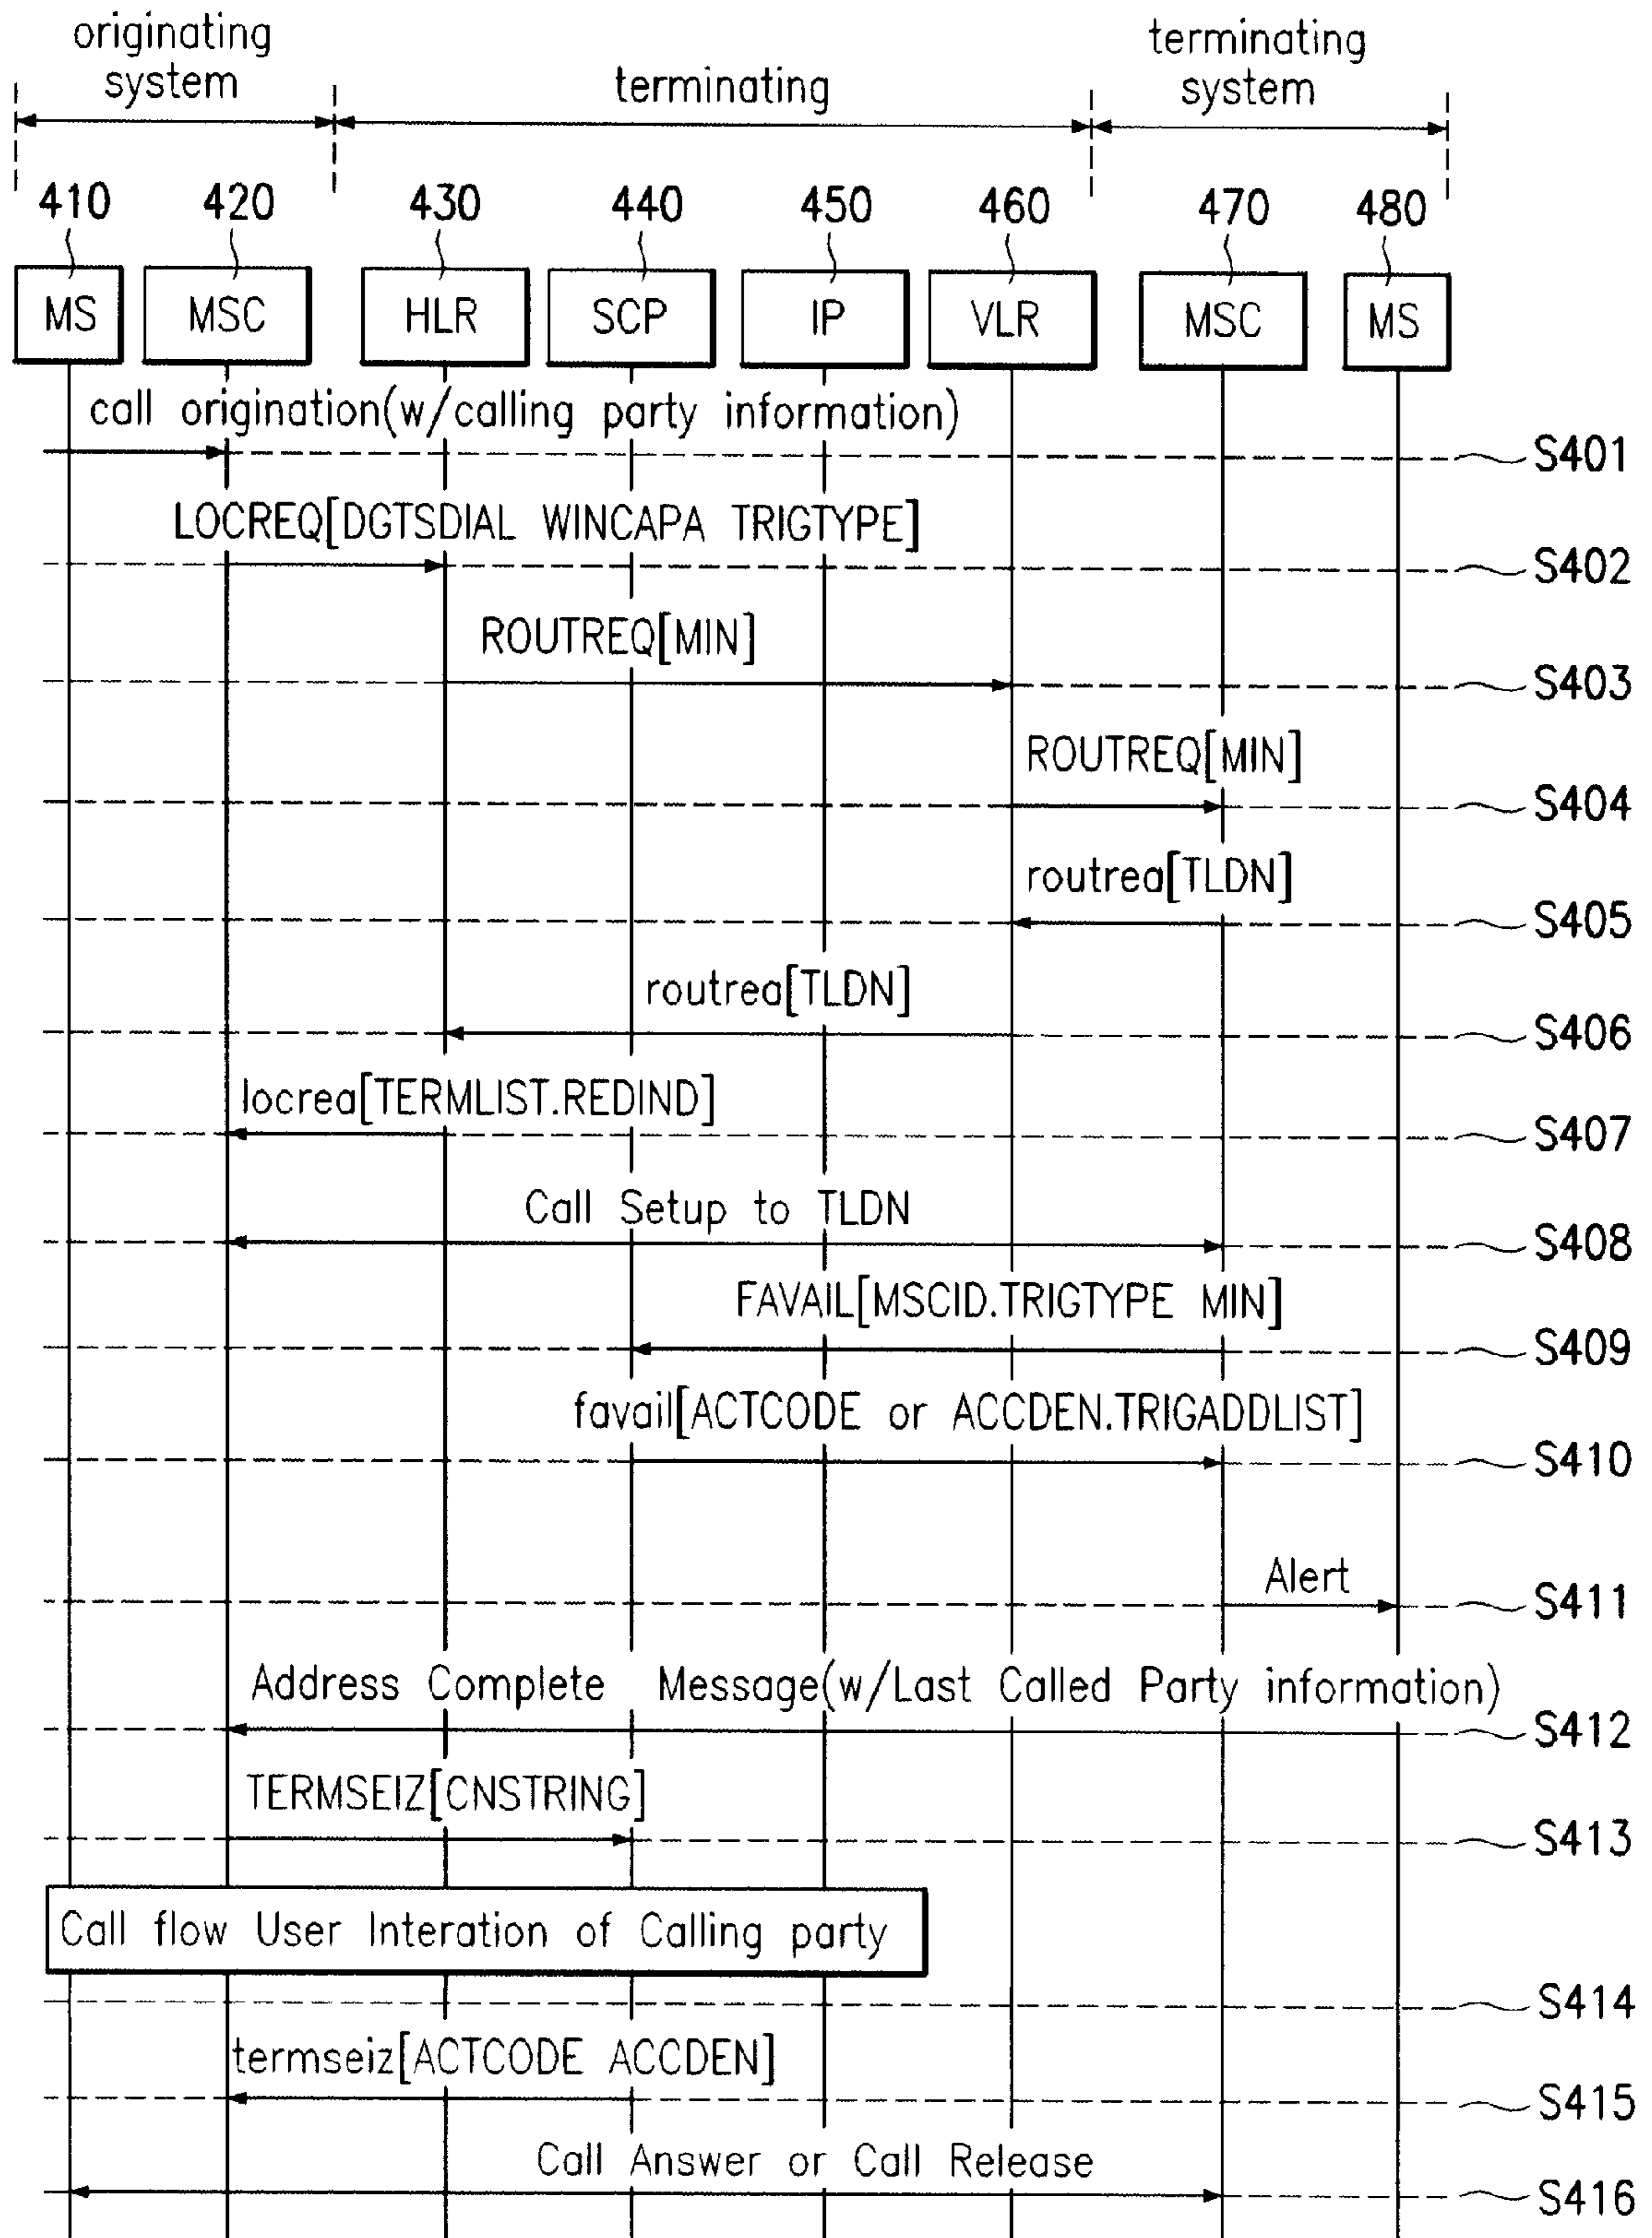 originating
system
terminating
terminating
system
410
420
430
440
450
460
470
480
MS
MSC
HLR
SCP
IP
VLR
MSC
MS
call origination(w/calling party information)
S401
LOCREQ[DGTSDIAL WINCAPA TRIGTYPE]
S402
ROUTREQ[MIN]
S403
ROUTREQ[MIN]
S404
routrea[TLDN]
S405
routrea[TLDN]
S406
locrea[TERMLIST.REDIND]
S407
Call Setup to TLDN
S408
FAVAIL[MSCID.TRIGTYPE MIN]
S409
favail[ACTCODE or ACCDEN.TRIGADDLIST]
S410
Alert
S411
Address Complete Message(w/Last Called Party information)
S412
TERMSEIZ[CNSTRING]
S413
Call flow User Interation of Calling party
S414
termseiz[ACTCODE ACCDEN]
S415
Call Answer or Call Release
S416